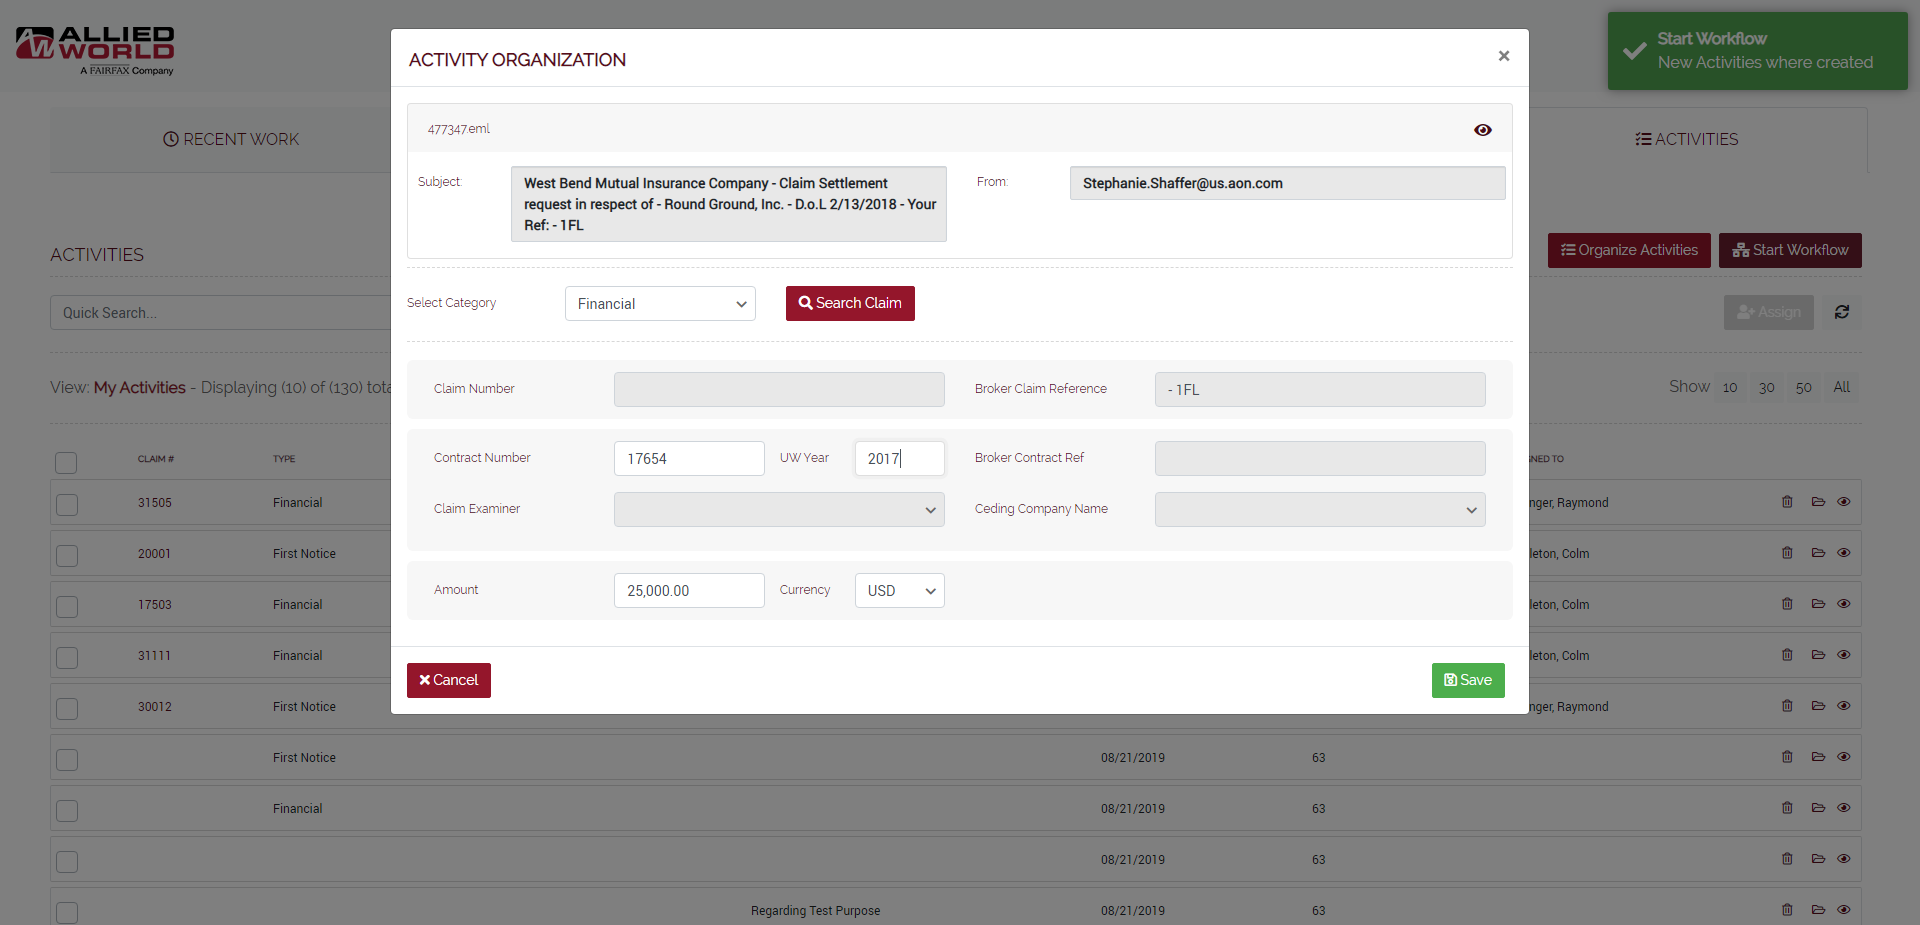 ALLIED
WORLD
A FAIRFAX Company
ACTIVITY ORGANIZATION
×
Start Workflow
New Activities where created
RECENT WORK
ACTIVITIES
477347.eml
Subject:
West Bend Mutual Insurance Company - Claim Settlement
request in respect of - Round Ground, Inc. - D.o.L 2/13/2018 - Your
Ref: - 1FL
From:
Stephanie.Shaffer@us.aon.com
ACTIVITIES
Organize Activities
Start Workflow
Quick Search...
Select Category
Financial
Search Claim
Assign
View: My Activities - Displaying (10) of (130) tota
Show 10 30 50 All
Claim Number
Broker Claim Reference
- 1FL
Contract Number
17654
UW Year
2017
Broker Contract Ref
Claim Examiner
Ceding Company Name
Amount
25,000.00
Currency
USD
Cancel
Save
CLAIM # TYPE NED TO
31505 Financial nger, Raymond
20001 First Notice leton, Colm
17503 Financial leton, Colm
31111 Financial leton, Colm
30012 First Notice nger, Raymond
First Notice 08/21/2019 63
Financial 08/21/2019 63
08/21/2019 63
Regarding Test Purpose 08/21/2019 63